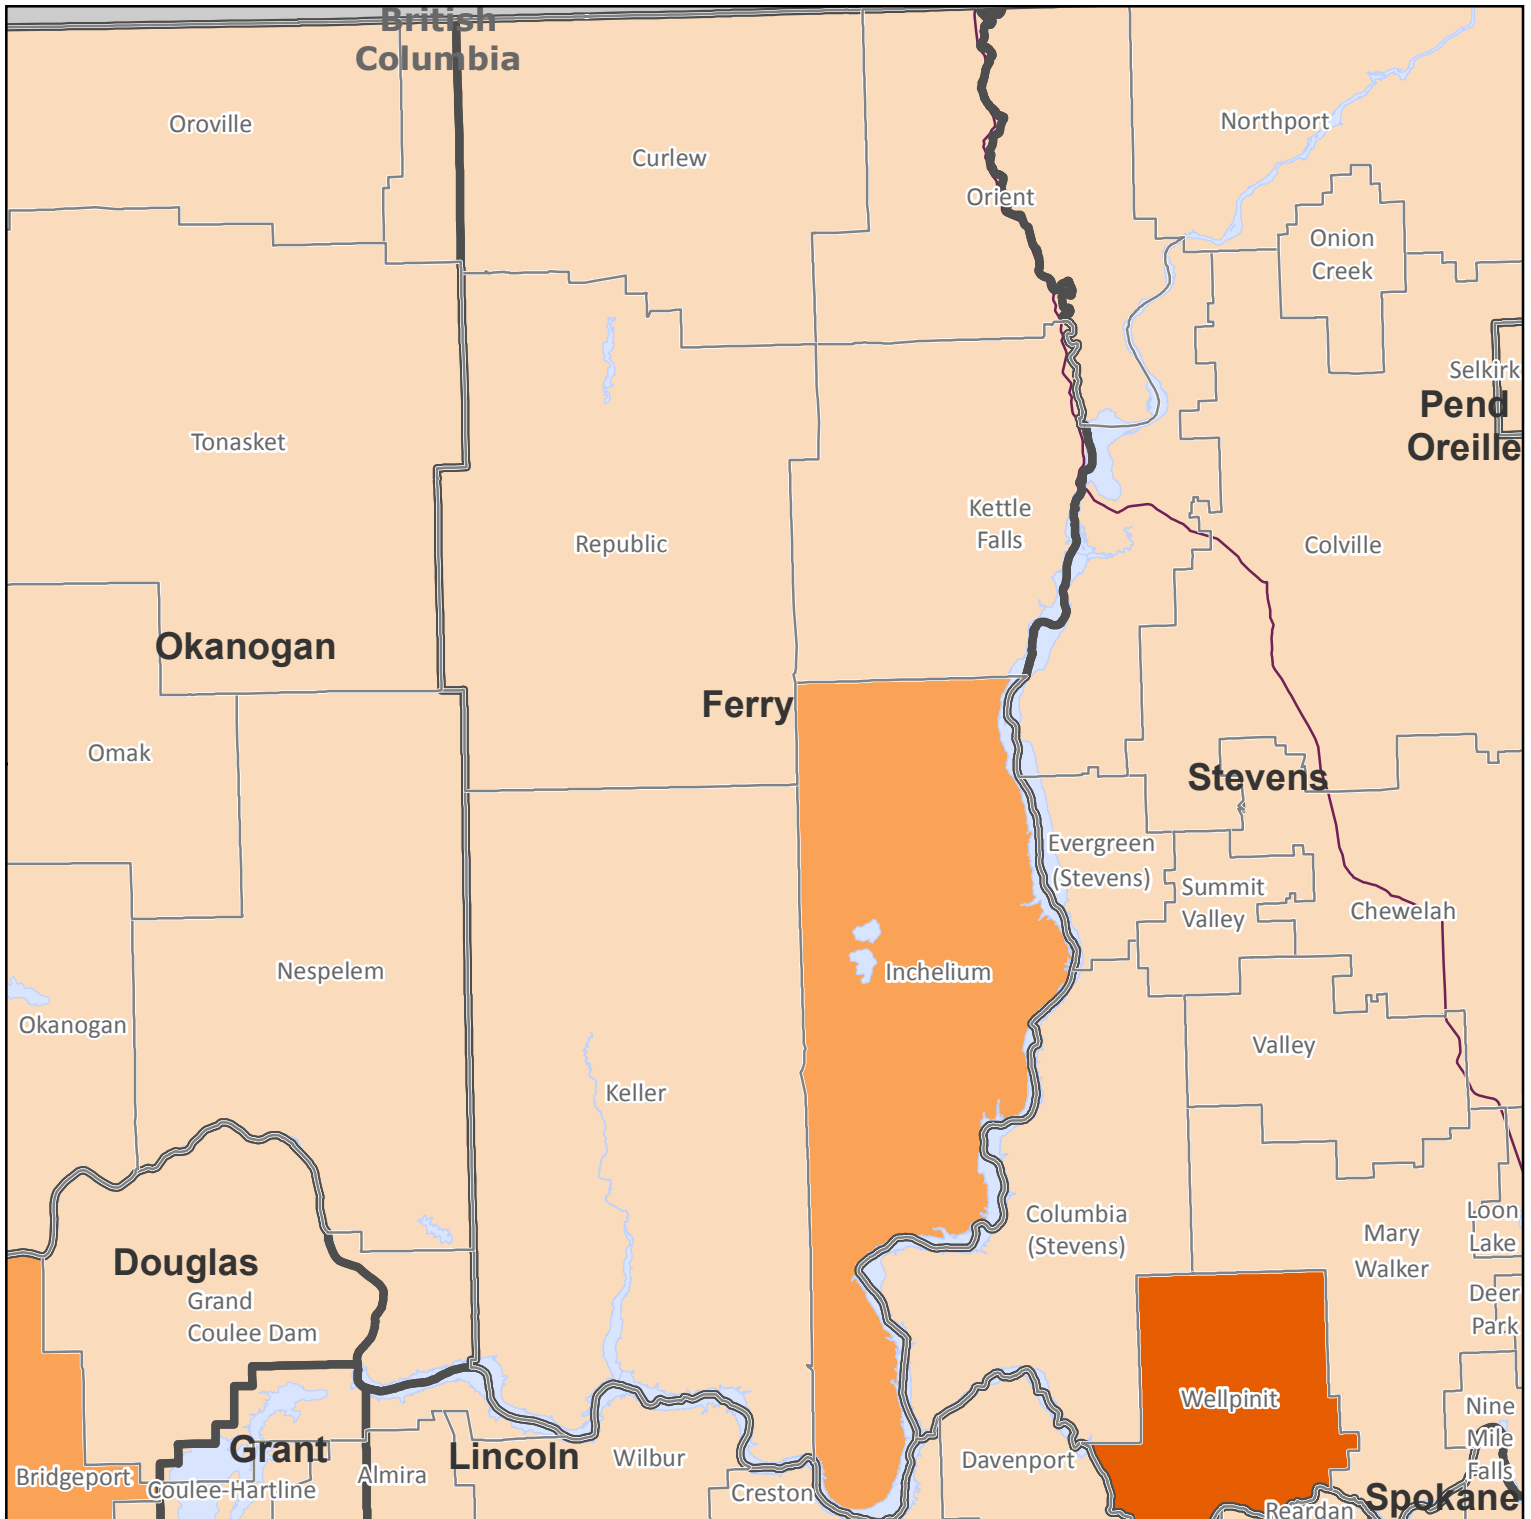 British
Columbia
Oroville
Curlew
Northport
Orient
Onion
Creek
Selkirk
Pend
Oreille
Tonasket
Kettle
Falls
Republic
Colville
Okanogan
Ferry
Omak
Stevens
Evergreen
(Stevens)
Summit
Valley
Chewelah
Nespelem
Inchelium
Okanogan
Valley
Keller
Columbia
(Stevens)
Loon
Lake
Mary
Walker
Douglas
Grand
Coulee Dam
Deer
Park
Wellpinit
Nine
Mile
Falls
Grant
Lincoln
Wilbur
Davenport
Bridgeport
Almira
Coulee-Hartline
Creston
Reardan
Spokane